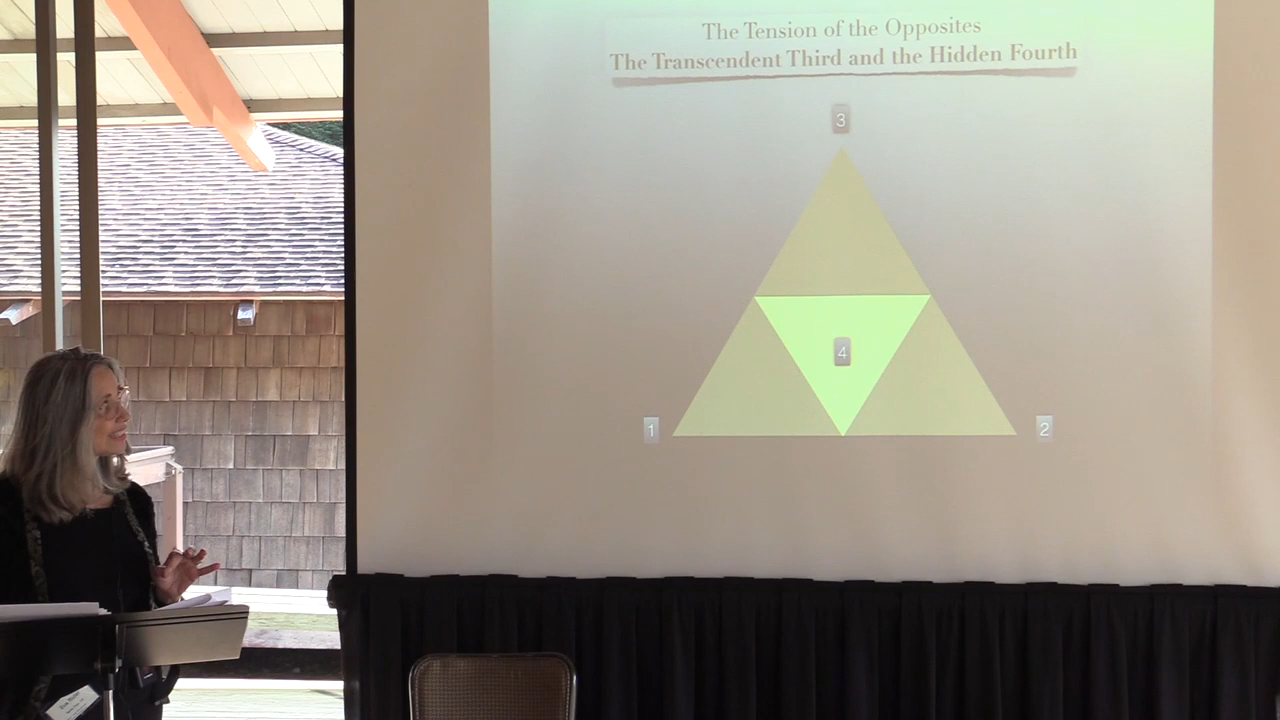 The Tension of the Opposites
The Transcendent Third and the Hidden Fourth
3
4
1
2